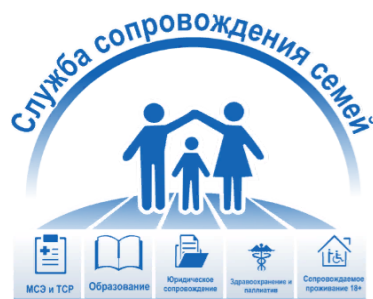 Служба сопровождения семей
МСЭ и ТСР
Образование
Юридическое
сопровождение
Здравоохранение и
паллиатив
Сопровождаемое
проживание 18+